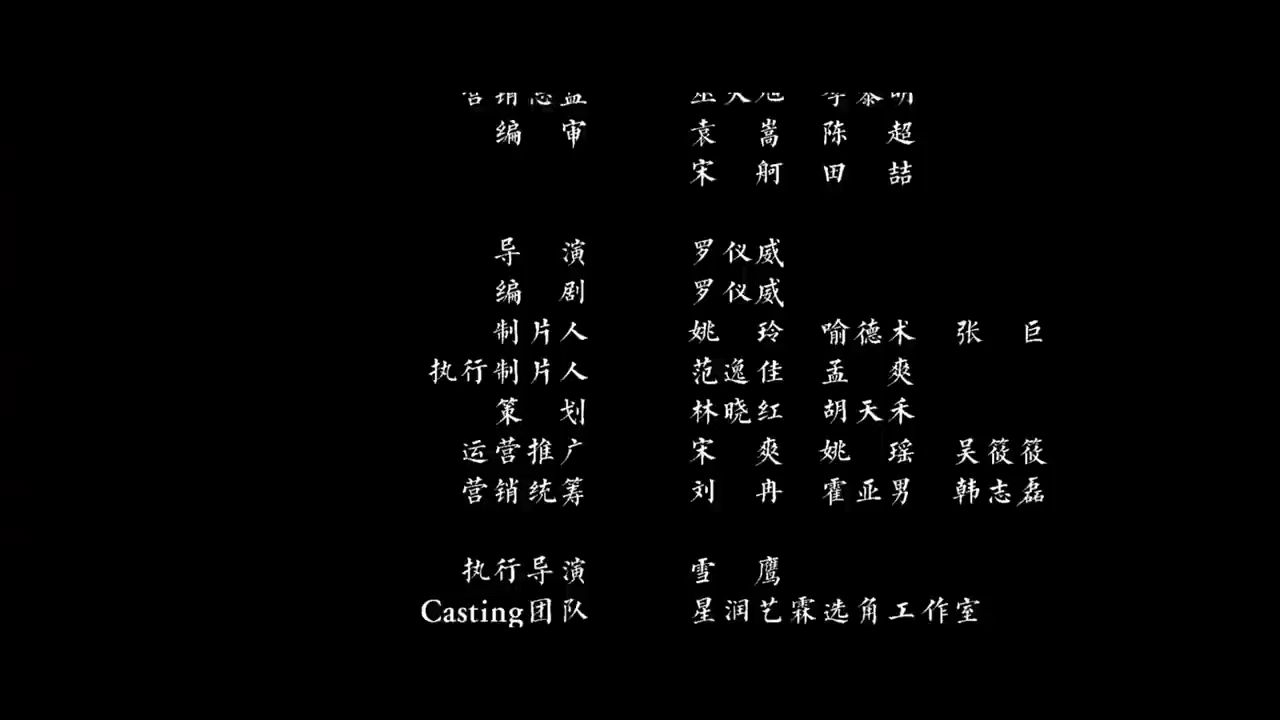 编审 袁嵩 陈超
宋舸 田喆
导演 罗仪威
编剧 罗仪威
制片人 姚玲 喻德术 张巨
执行制片人 范逸佳 孟爽
策划 林晓红 胡天禾
运营推广 宋爽 姚瑶 吴筱筱
营销统筹 刘冉 霍亚男 韩志磊
执行导演 雪鹰
Casting团队 星润艺霖选角工作室